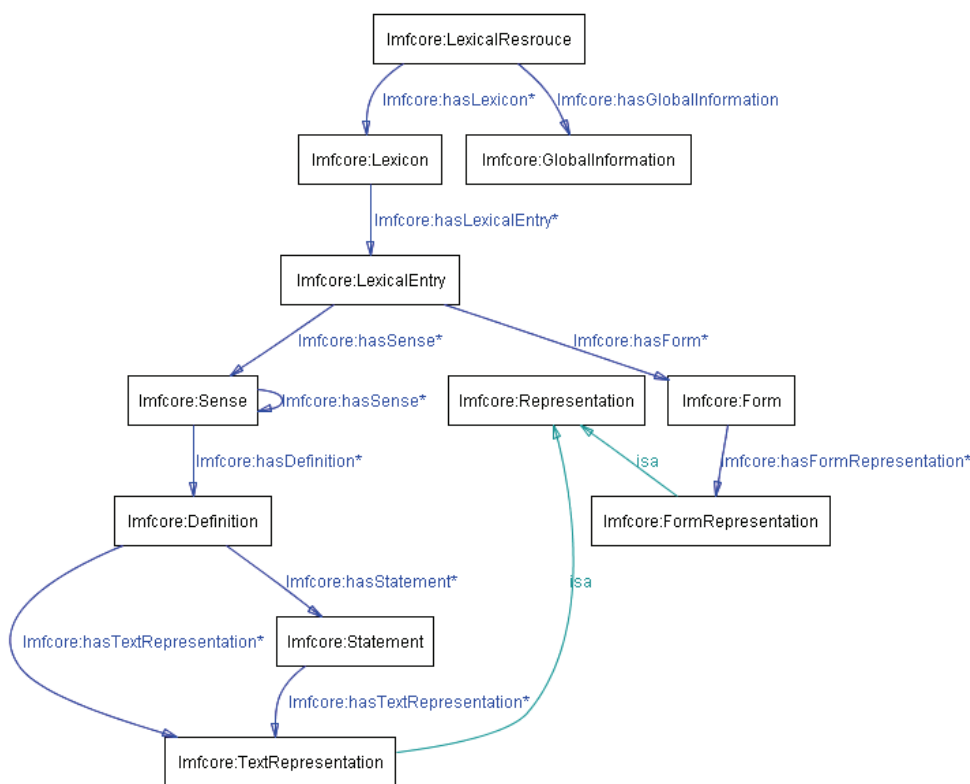 lmfcore:LexicalResrouce
lmfcore:hasLexicon*
lmfcore:hasGlobalInformation
lmfcore:Lexicon
lmfcore:GlobalInformation
lmfcore:hasLexicalEntry*
lmfcore:LexicalEntry
lmfcore:hasSense*
lmfcore:hasForm*
lmfcore:Sense
lmfcore:hasSense*
lmfcore:Representation
lmfcore:Form
lmfcore:hasDefinition*
isa
lmfcore:hasFormRepresentation*
lmfcore:Definition
lmfcore:FormRepresentation
lmfcore:hasStatement*
isa
lmfcore:hasTextRepresentation*
lmfcore:Statement
lmfcore:hasTextRepresentation*
lmfcore:TextRepresentation